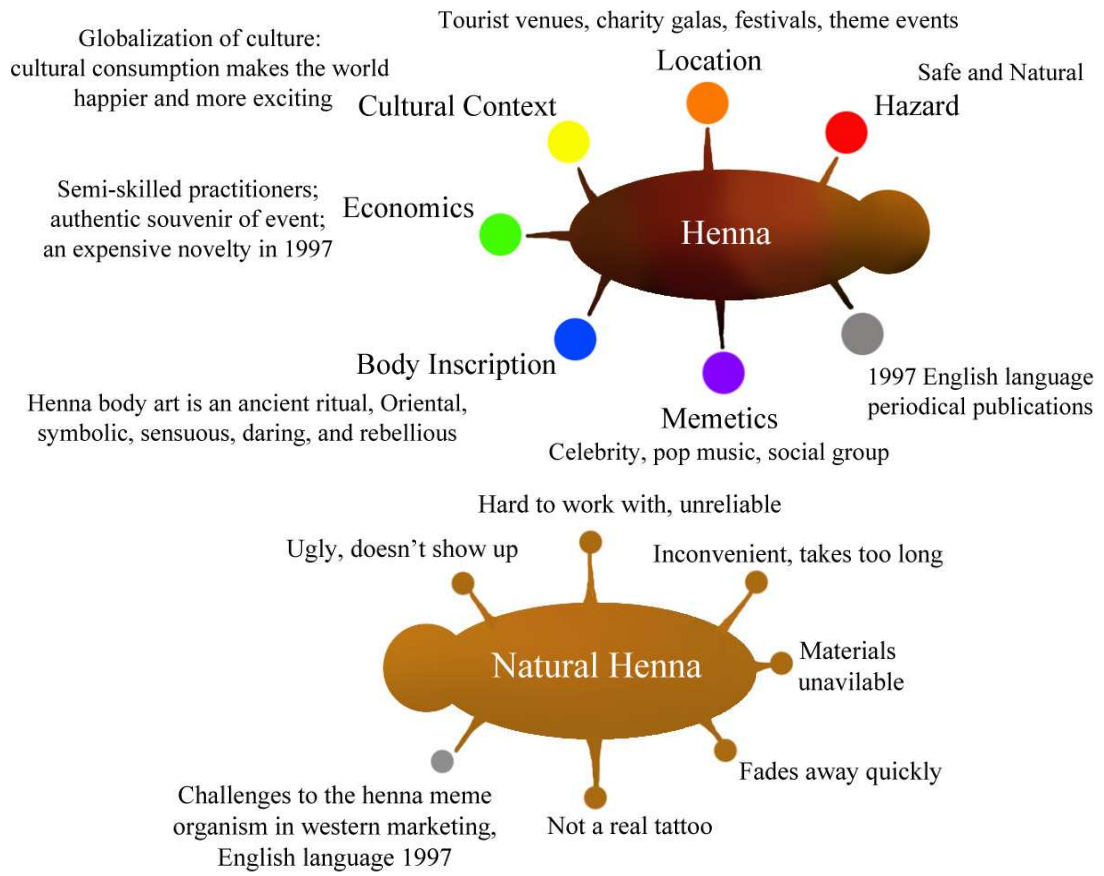 Tourist venues, charity galas, festivals, theme events
Location
Globalization of culture:
cultural consumption makes the world
happier and more exciting
Cultural Context
Safe and Natural
Hazard
Semi-skilled practitioners;
authentic souvenir of event;
an expensive novelty in 1997
Economics
Henna
Body Inscription
Henna body art is an ancient ritual, Oriental,
symbolic, sensuous, daring, and rebellious
Memetics
Celebrity, pop music, social group
1997 English language
periodical publications
Hard to work with, unreliable
Ugly, doesn’t show up
Inconvenient, takes too long
Natural Henna
Materials
unavilable
Fades away quickly
Not a real tattoo
Challenges to the henna meme
organism in western marketing,
English language 1997